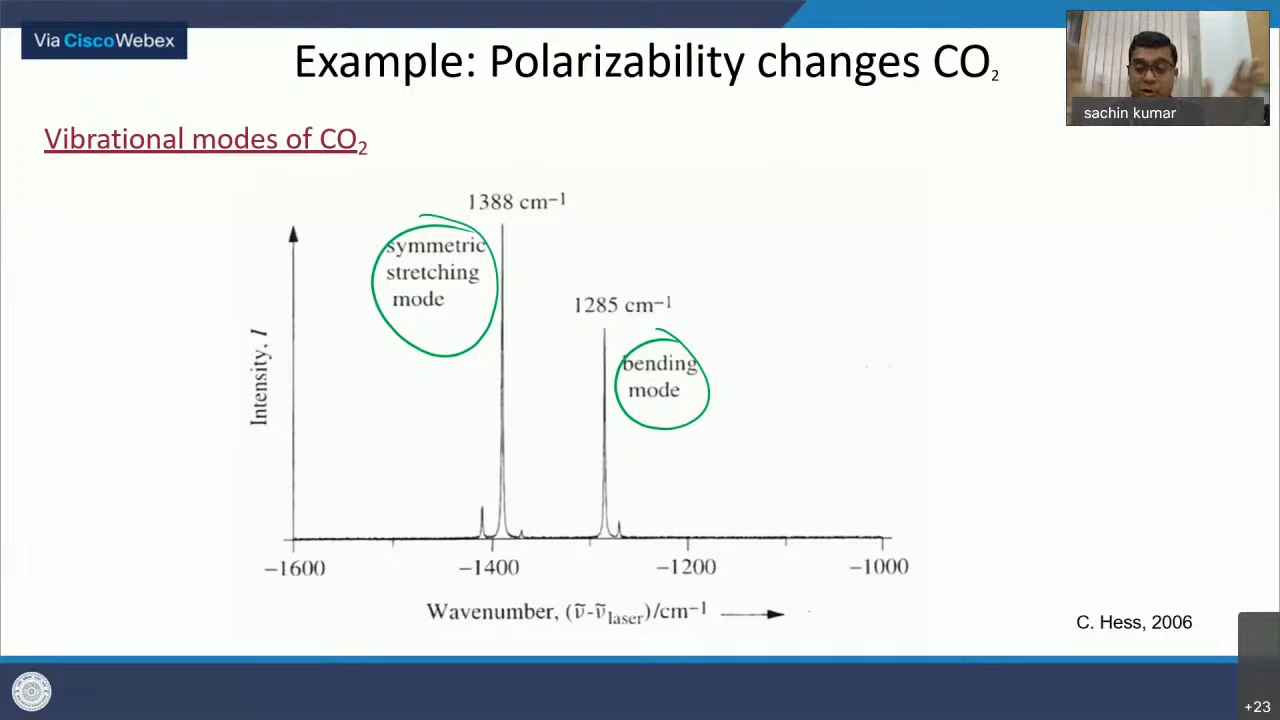 Via CiscoWebex
Example: Polarizability changes CO₂
sachin kumar
Vibrational modes of CO₂
1388 cm⁻¹
symmetric
stretching
mode
1285 cm⁻¹
bending
mode
Intensity, I
−1600
−1400
−1200
−1000
Wavenumber, (ν̃-ν̃laser)/cm⁻¹
C. Hess, 2006
+23